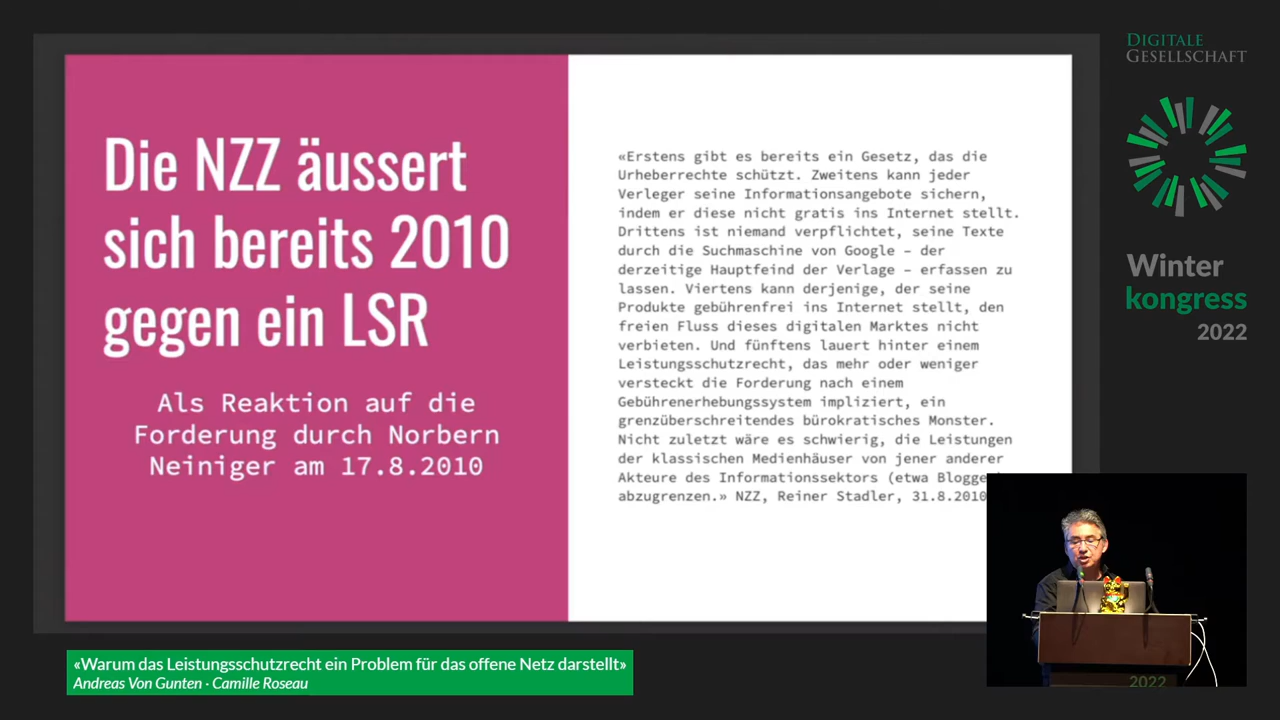 Die NZZ äussert
sich bereits 2010
gegen ein LSR
Als Reaktion auf die
Forderung durch Norbern
Neiniger am 17.8.2010
«Erstens gibt es bereits ein Gesetz, das die
Urheberrechte schützt. Zweitens kann jeder
Verleger seine Informationsangebote sichern,
indem er diese nicht gratis ins Internet stellt.
Drittens ist niemand verpflichtet, seine Texte
durch die Suchmaschine von Google – der
derzeitige Hauptfeind der Verlage – erfassen zu
lassen. Viertens kann derjenige, der seine
Produkte gebührenfrei ins Internet stellt, den
freien Fluss dieses digitalen Marktes nicht
verbieten. Und fünftens lauert hinter einem
Leistungsschutzrecht, das mehr oder weniger
versteckt die Forderung nach einem
Gebührenerhebungssystem impliziert, ein
grenzüberschreitendes bürokratisches Monster.
Nicht zuletzt wäre es schwierig, die Leistungen
der klassischen Medienhäuser von jener anderer
Akteure des Informationssektors (etwa
abzugrenzen.» NZZ, Reiner Stadler, 31.8.2010
DIGITALE
GESELLSCHAFT
Winter
kongress
2022
«Warum das Leistungsschutzrecht ein Problem für das offene Netz darstellt»
Andreas Von Gunten · Camille Roseau
2022